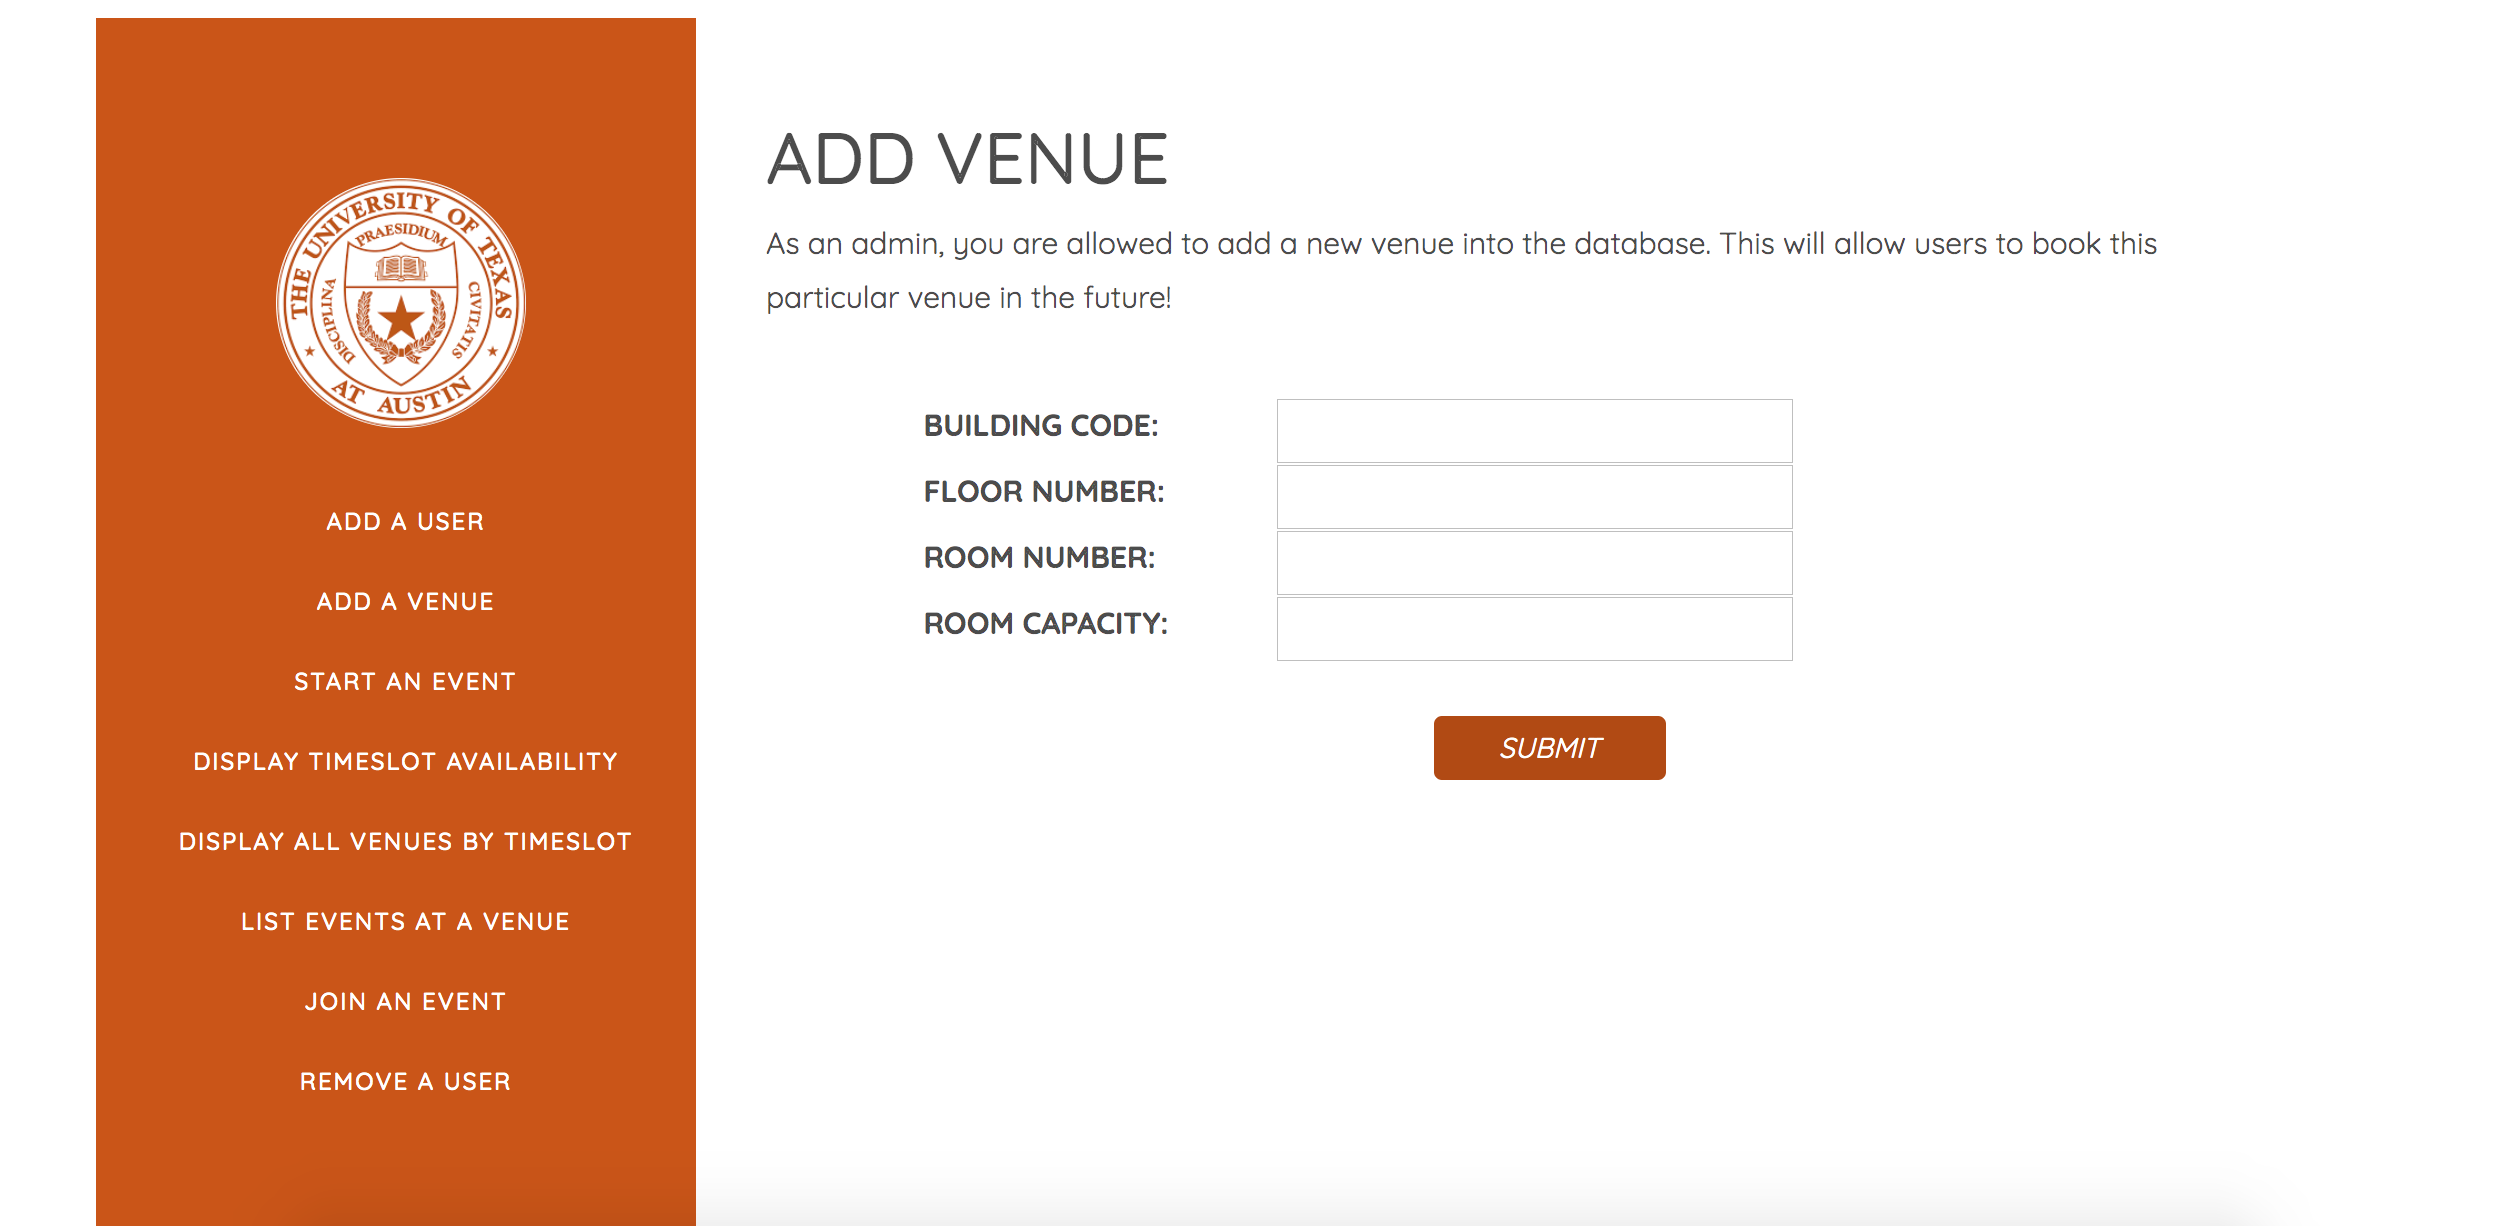 THE UNIVERSITY OF TEXAS
AT AUSTIN
PRAESIDIUM
DISCIPLINA
CIVITATIS
ADD A USER
ADD A VENUE
START AN EVENT
DISPLAY TIMESLOT AVAILABILITY
DISPLAY ALL VENUES BY TIMESLOT
LIST EVENTS AT A VENUE
JOIN AN EVENT
REMOVE A USER
ADD VENUE
As an admin, you are allowed to add a new venue into the database. This will allow users to book this
particular venue in the future!
BUILDING CODE:
FLOOR NUMBER:
ROOM NUMBER:
ROOM CAPACITY:
SUBMIT